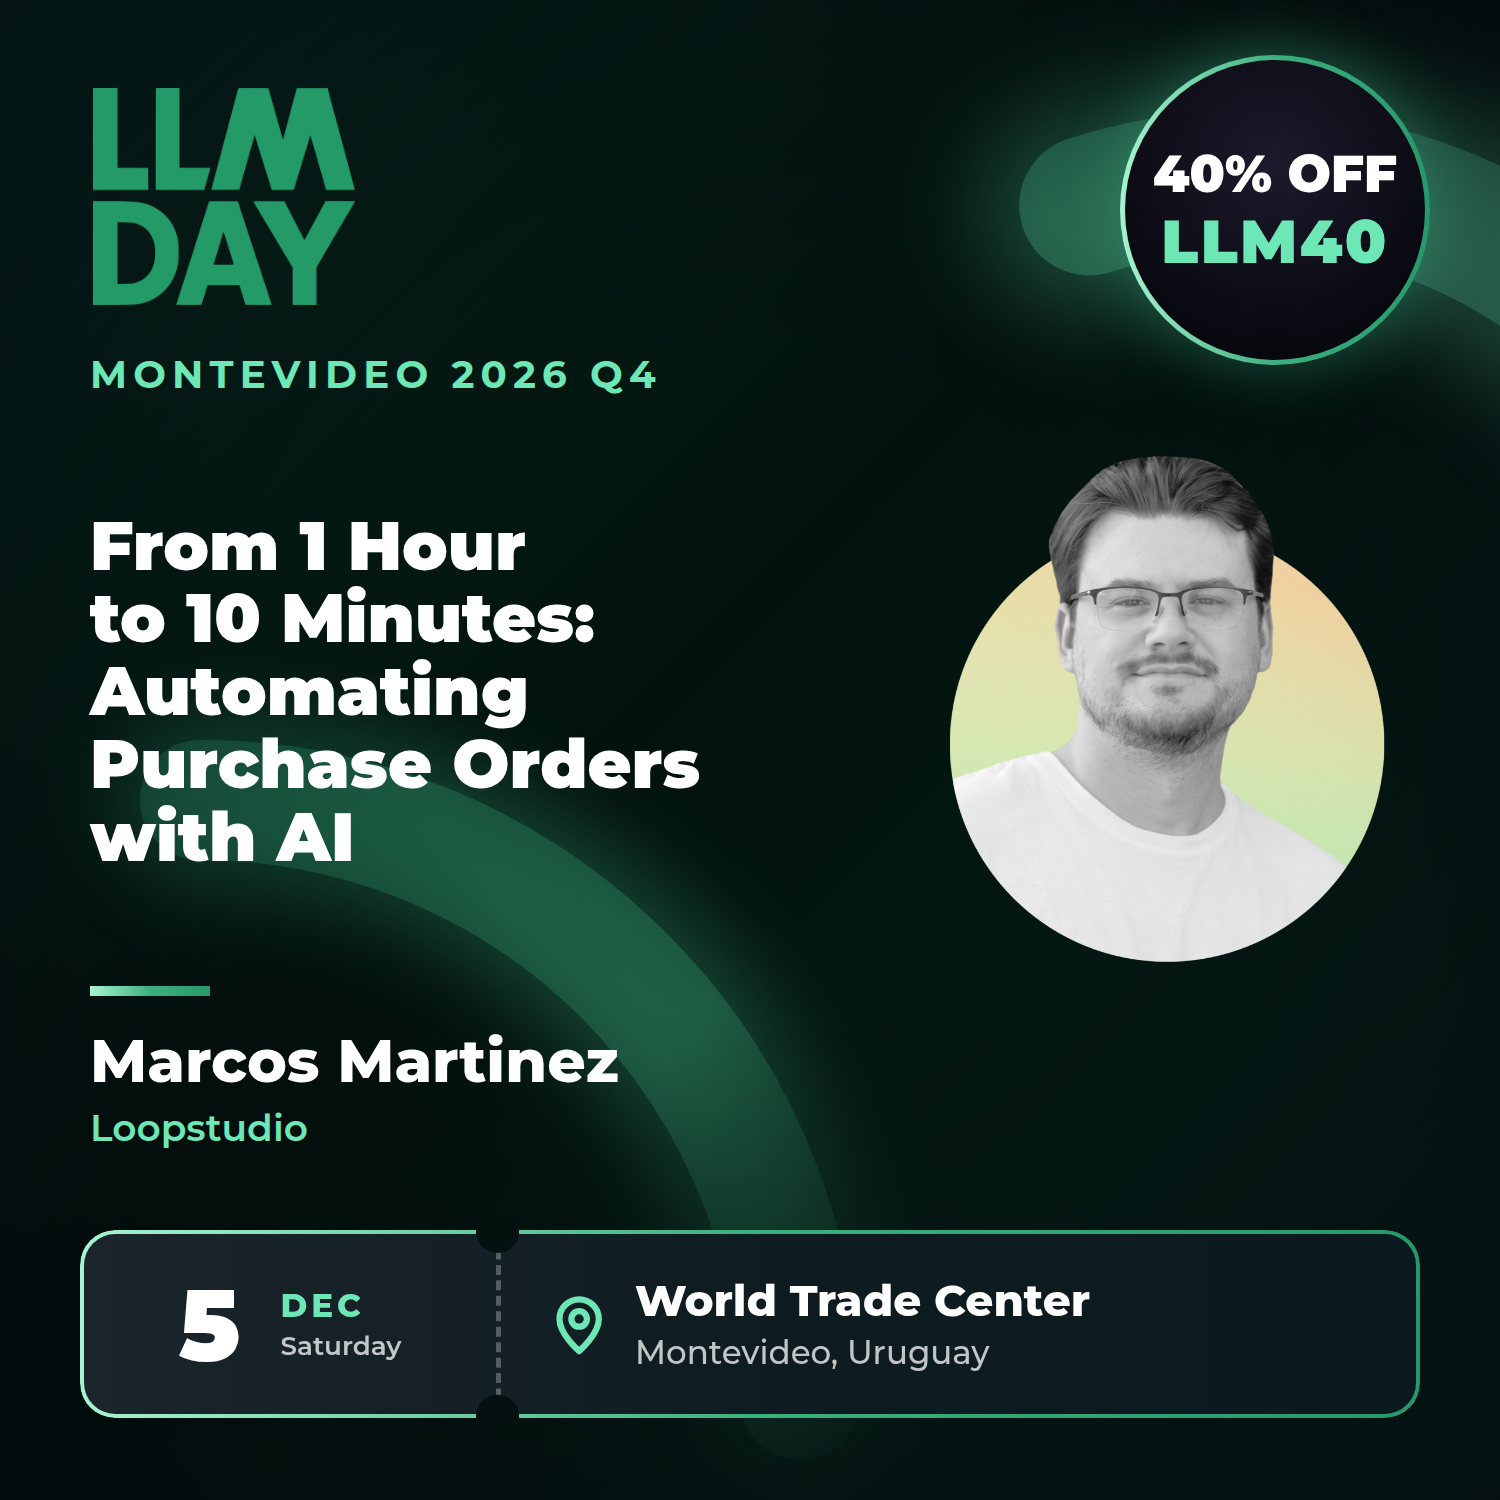 LLM
DAY
MONTEVIDEO 2026 Q4
40% OFF
LLM40
From 1 Hour
to 10 Minutes:
Automating
Purchase Orders
with AI
Marcos Martinez
Loopstudio
5
DEC
Saturday
World Trade Center
Montevideo, Uruguay